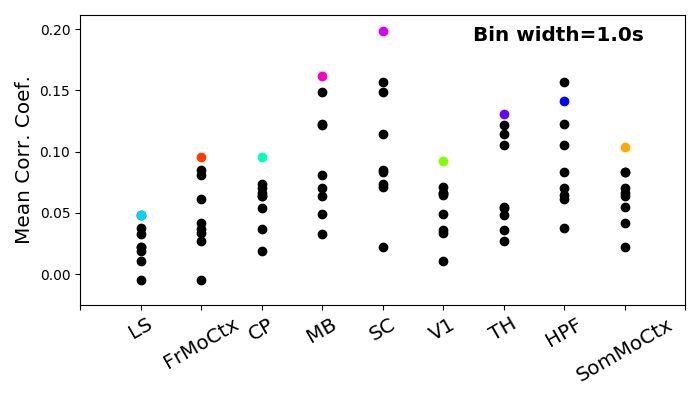 Bin width=1.0s
Mean Corr. Coef.
0.20
0.15
0.10
0.05
0.00
LS
FrMoCtx
CP
MB
SC
V1
TH
HPF
SomMoCtx